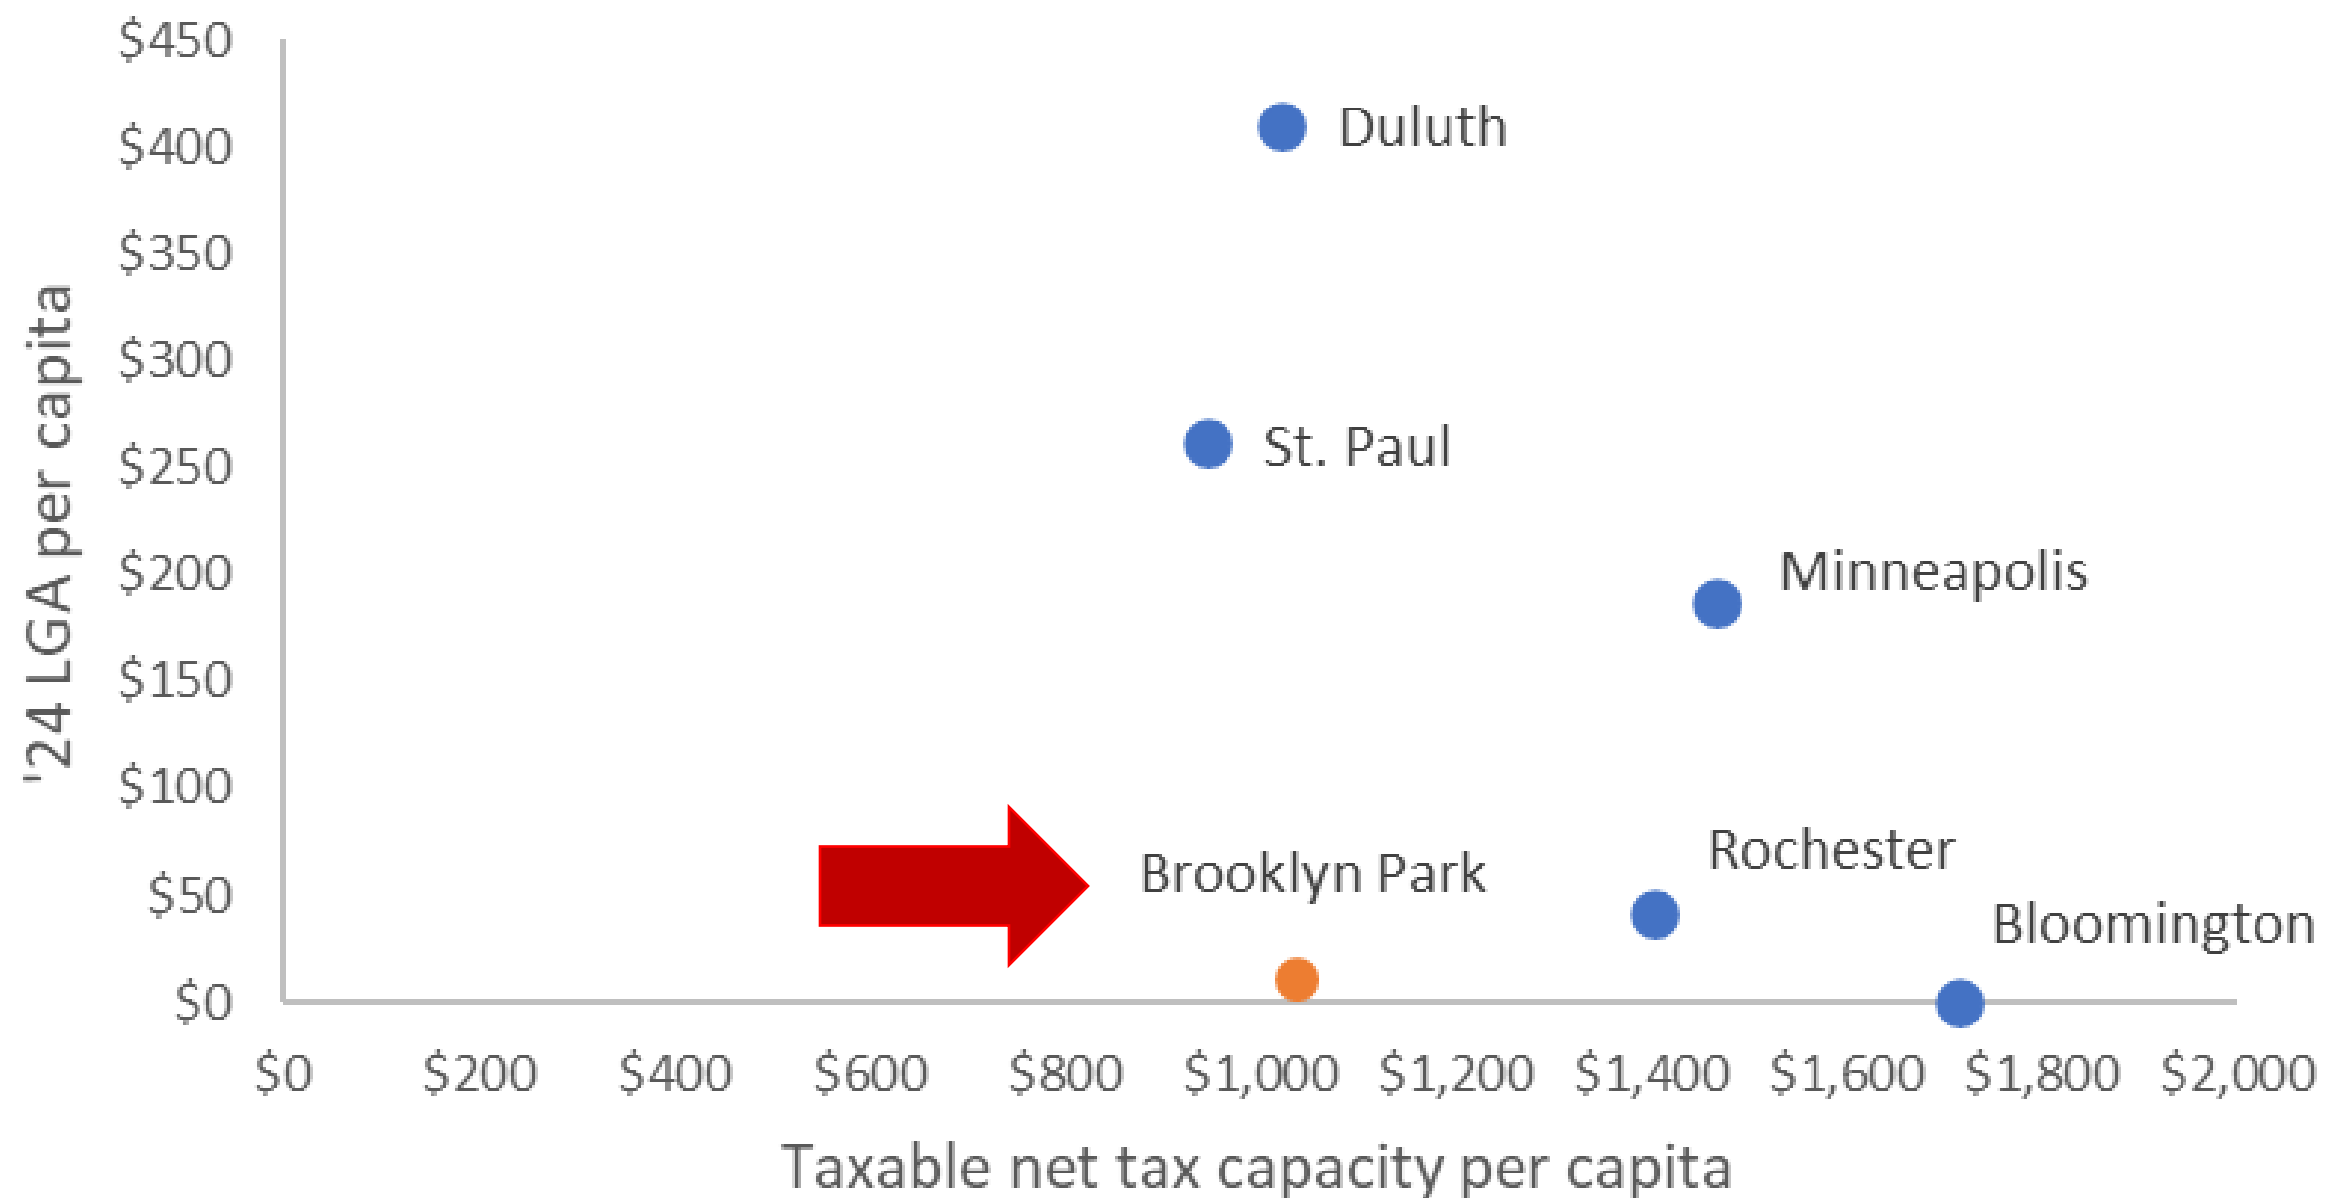 $450
Duluth
$400
$350
$300
St. Paul
$250
Minneapolis
$200
$150
$100
Rochester
Brooklyn Park
$50
Bloomington
$0
'24 LGA per capita
$0 $200 $400 $600 $800 $1,000 $1,200 $1,400 $1,600 $1,800 $2,000
Taxable net tax capacity per capita